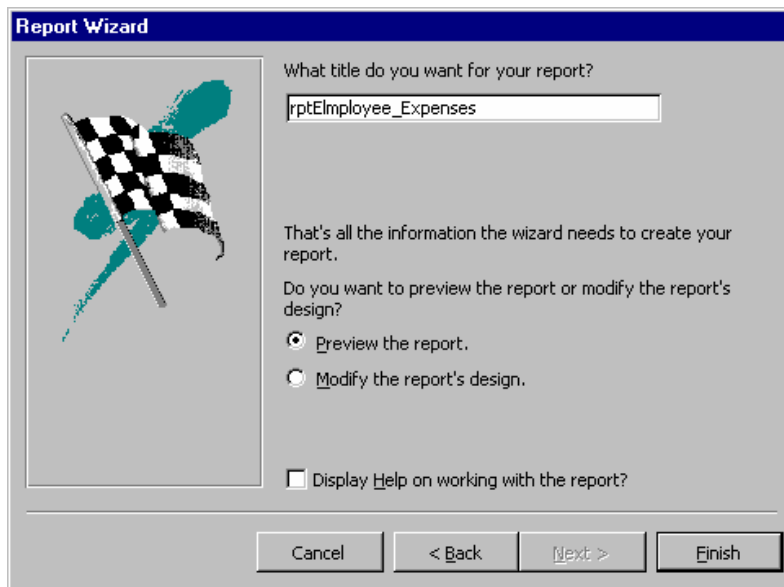 Report Wizard
What title do you want for your report?
rptElmployee_Expenses
That's all the information the wizard needs to create your
report.
Do you want to preview the report or modify the report's
design?
Preview the report.
Modify the report's design.
Display Help on working with the report?
Cancel
< Back
Next >
Finish